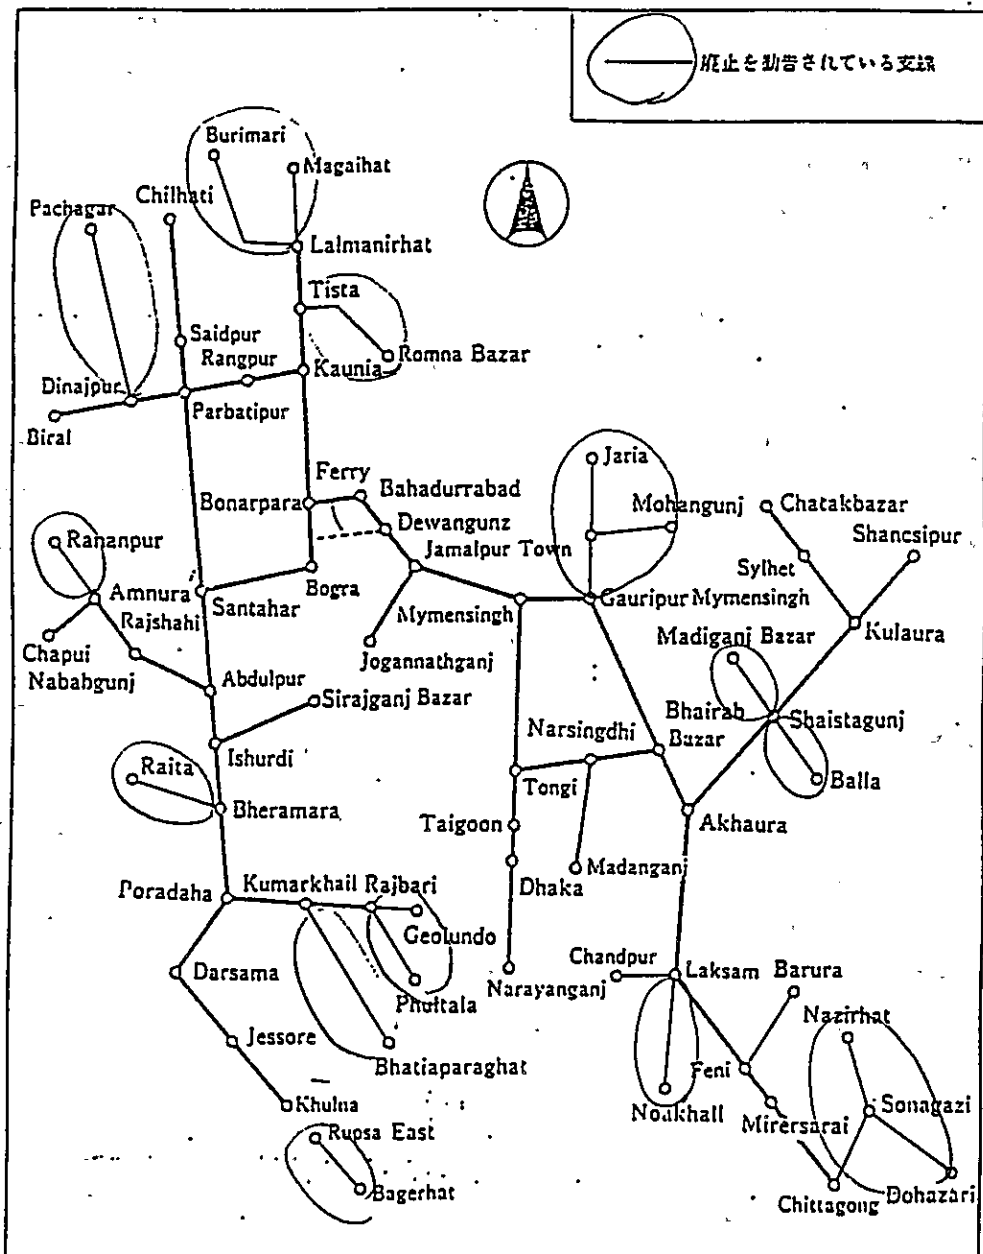 廃止を勧告されている支線
Burimari
Magaihat
Chilhati
Pachagar
Lalmanirhat
Tista
Saidpur
Rangpur
Romna Bazar
Kaunia
Dinajpur
Parbatipur
Biral
Jaria
Ferry
Bahadurrabad
Mohangunj
Chatakbazar
Bonarpara
Dewangunz
Shancsipur
Rananpur
Jamalpur Town
Sylhet
Amnura
Bogra
Rajshahi
Santahar
Mymensingh
Gauripur Mymensingh
Madiganj Bazar
Kulaura
Chapui
Nabahgunj
Jogannathganj
Abdulpur
Sirajganj Bazar
Bhairab
Bazar
Shaistagunj
Narsingdhi
Ishurdi
Raita
Tongi
Balla
Bheramara
Taigoon
Akhaura
Dhaka
Madanganj
Poradaha
Kumarkhail
Rajbari
Geolundo
Chandpur
Darsama
Narayanganj
Laksam
Barura
Phultala
Nazirhat
Jessore
Bhatiaparaghat
Feni
Khulna
Noakhall
Mirersarai
Sonagazi
Rupsa East
Bagerhat
Chittagong
Dohazari